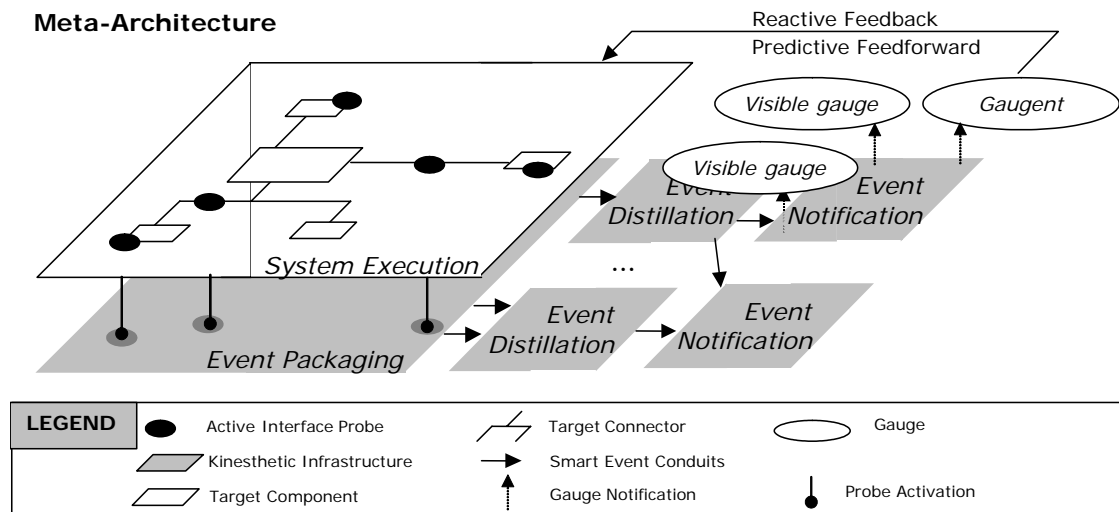 Meta-Architecture
Reactive Feedback
Predictive Feedforward
Visible gauge
Gaugent
Visible gauge
Event
Distillation
Event
Notification
System Execution
...
Event
Distillation
Event
Notification
Event Packaging
LEGEND
Active Interface Probe
Target Connector
Gauge
Kinesthetic Infrastructure
Smart Event Conduits
Target Component
Gauge Notification
Probe Activation